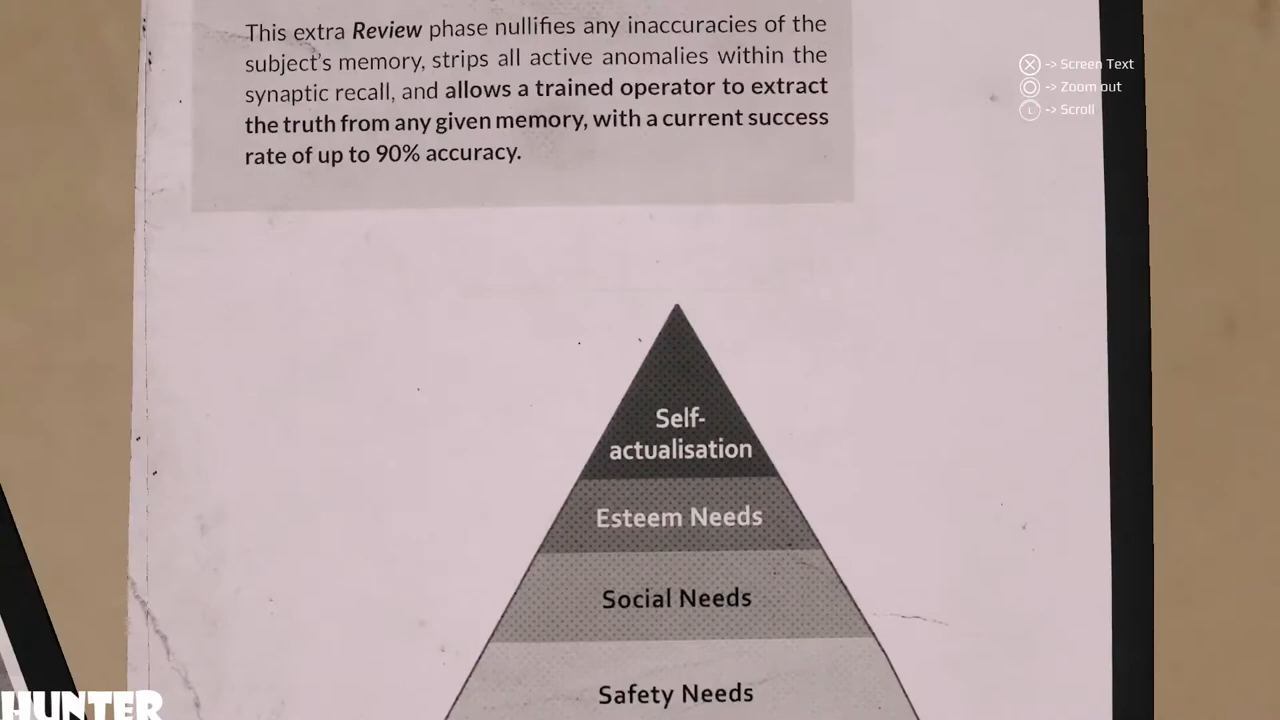 This extra Review phase nullifies any inaccuracies of the
subject's memory, strips all active anomalies within the
synaptic recall, and allows a trained operator to extract
the truth from any given memory, with a current success
rate of up to 90% accuracy.
-> Screen Text
-> Zoom out
L -> Scroll
Self-
actualisation
Esteem Needs
Social Needs
Safety Needs
HUNTER